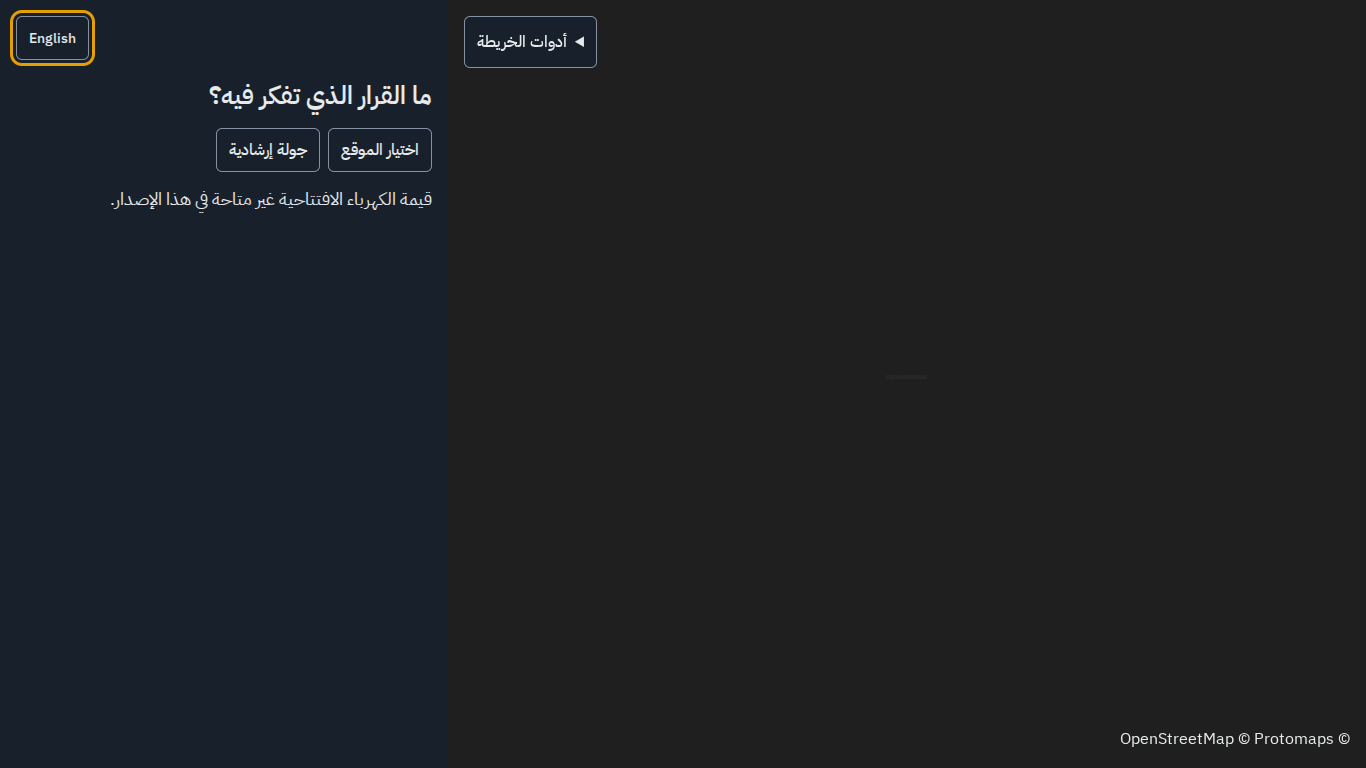 English
أدوات الخريطة
ما القرار الذي تفكر فيه؟
اختيار الموقع
جولة إرشادية
قيمة الكهرباء الافتتاحية غير متاحة في هذا الإصدار.
OpenStreetMap © Protomaps ©